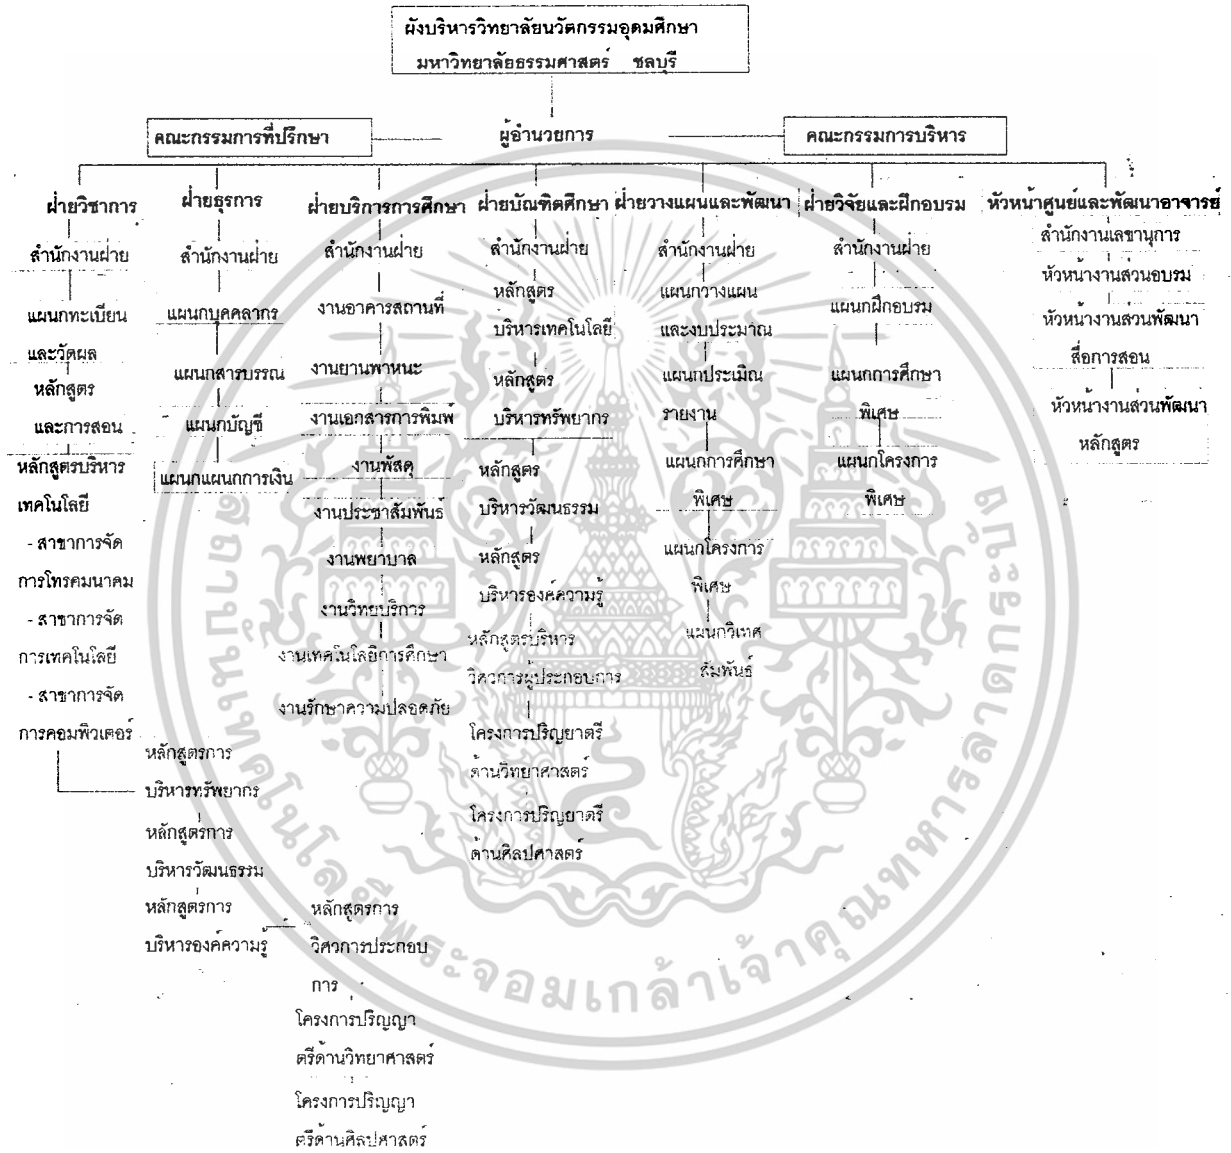 ผังบริหารวิทยาลัยนวัตกรรมอุดมศึกษา
มหาวิทยาลัยธรรมศาสตร์ ชลบุรี
คณะกรรมการที่ปรึกษา
ผู้อำนวยการ
คณะกรรมการบริหาร
ฝ่ายวิชาการ
สำนักงานฝ่าย
แผนกทะเบียน
และวัดผล
หลักสูตร
และการสอน
หลักสูตรบริหาร
เทคโนโลยี
- สาขาการจัด
การโทรคมนาคม
- สาขาการจัด
การเทคโนโลยี
- สาขาการจัด
การคอมพิวเตอร์
หลักสูตรการ
บริหารทรัพยากร
หลักสูตรการ
บริหารวัฒนธรรม
หลักสูตรการ
บริหารองค์ความรู้
หลักสูตรการ
วิศวการประกอบ
การ
โครงการปริญญา
ตรีด้านวิทยาศาสตร์
โครงการปริญญา
ตรีด้านศิลปศาสตร์
ฝ่ายธุรการ
สำนักงานฝ่าย
แผนกบุคคลากร
แผนกสารบรรณ
แผนกบัญชี
แผนกแผนกการเงิน
ฝ่ายบริการการศึกษา
สำนักงานฝ่าย
งานอาคารสถานที่
งานยานพาหนะ
งานเอกสารการพิมพ์
งานพัสดุ
งานประชาสัมพันธ์
งานพยาบาล
งานวิทยบริการ
งานเทคโนโลยีการศึกษา
งานรักษาความปลอดภัย
ฝ่ายบัณฑิตศึกษา
สำนักงานฝ่าย
หลักสูตร
บริหารเทคโนโลยี
หลักสูตร
บริหารทรัพยากร
หลักสูตร
บริหารวัฒนธรรม
หลักสูตร
บริหารองค์ความรู้
หลักสูตรบริหาร
วิศวการผู้ประกอบการ
โครงการปริญยาตรี
ด้านวิทยาศาสตร์
โครงการปริญยาตรี
ด้านศิลปศาสตร์
ฝ่ายวางแผนและพัฒนา
สำนักงานฝ่าย
แผนกวางแผน
และงบประมาณ
แผนกประเมิณ
รายงาน
แผนกการศึกษา
พิเศษ
แผนกโครงการ
พิเศษ
แผนกวิเทศ
สัมพันธ์
ฝ่ายวิจัยและฝึกอบรม
สำนักงานฝ่าย
แผนกฝึกอบรม
แผนกการศึกษา
พิเศษ
แผนกโครงการ
พิเศษ
หัวหน้าศูนย์และพัฒนาอาจารย์
สำนักงานเลขานุการ
หัวหน้างานส่วนอบรม
หัวหน้างานส่วนพัฒนา
สื่อการสอน
หัวหน้างานส่วนพัฒนา
หลักสูตร
สถาบันเทคโนโลยีพระจอมเกล้าเจ้าคุณทหารลาดกระบัง